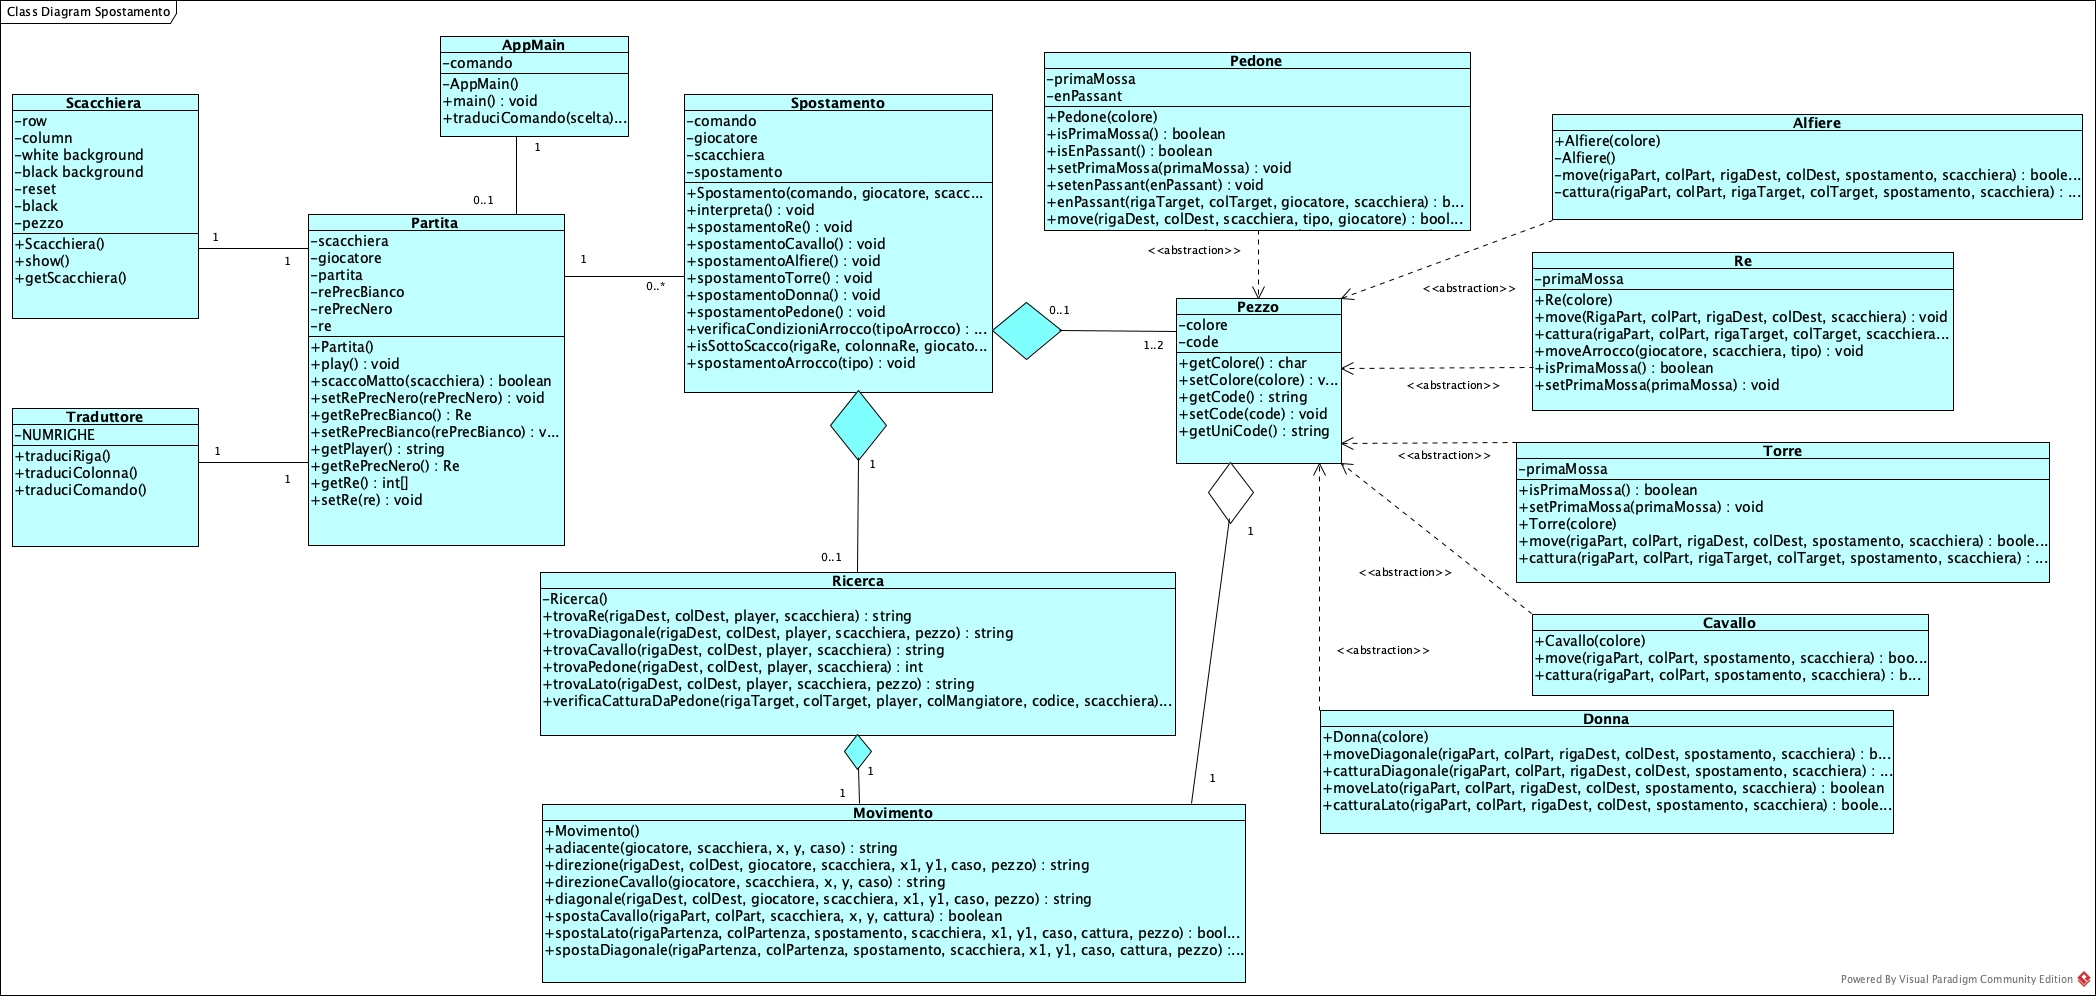 Class Diagram Spostamento
AppMain
-comando
-AppMain()
+main() : void
+traduciComando(scelta)...
1
0..1
Scacchiera
-row
-column
-white background
-black background
-reset
-black
-pezzo
+Scacchiera()
+show()
+getScacchiera()
1
1
Traduttore
-NUMRIGHE
+traduciRiga()
+traduciColonna()
+traduciComando()
1
1
Partita
-scacchiera
-giocatore
-partita
-rePrecBianco
-rePrecNero
-re
+Partita()
+play() : void
+scaccoMatto(scacchiera) : boolean
+setRePrecNero(rePrecNero) : void
+getRePrecBianco() : Re
+setRePrecBianco(rePrecBianco) : v...
+getPlayer() : string
+getRePrecNero() : Re
+getRe() : int[]
+setRe(re) : void
1
0..*
Spostamento
-comando
-giocatore
-scacchiera
-spostamento
+Spostamento(comando, giocatore, scacc...
+interpreta() : void
+spostamentoRe() : void
+spostamentoCavallo() : void
+spostamentoAlfiere() : void
+spostamentoTorre() : void
+spostamentoDonna() : void
+spostamentoPedone() : void
+verificaCondizioniArrocco(tipoArrocco) : ...
+isSottoScacco(rigaRe, colonnaRe, giocato...
+spostamentoArrocco(tipo) : void
0..1
1..2
1
0..1
Ricerca
-Ricerca()
+trovaRe(rigaDest, colDest, player, scacchiera) : string
+trovaDiagonale(rigaDest, colDest, player, scacchiera, pezzo) : string
+trovaCavallo(rigaDest, colDest, player, scacchiera) : string
+trovaPedone(rigaDest, colDest, player, scacchiera) : int
+trovaLato(rigaDest, colDest, player, scacchiera, pezzo) : string
+verificaCatturaDaPedone(rigaTarget, colTarget, player, colMangiatore, codice, scacchiera)...
1
1
Movimento
+Movimento()
+adiacente(giocatore, scacchiera, x, y, caso) : string
+direzione(rigaDest, colDest, giocatore, scacchiera, x1, y1, caso, pezzo) : string
+direzioneCavallo(giocatore, scacchiera, x, y, caso) : string
+diagonale(rigaDest, colDest, giocatore, scacchiera, x1, y1, caso, pezzo) : string
+spostaCavallo(rigaPart, colPart, scacchiera, x, y, cattura) : boolean
+spostaLato(rigaPartenza, colPartenza, spostamento, scacchiera, x1, y1, caso, cattura, pezzo) : bool...
+spostaDiagonale(rigaPartenza, colPartenza, spostamento, scacchiera, x1, y1, caso, cattura, pezzo) :...
Pedone
-primaMossa
-enPassant
+Pedone(colore)
+isPrimaMossa() : boolean
+isEnPassant() : boolean
+setPrimaMossa(primaMossa) : void
+setenPassant(enPassant) : void
+enPassant(rigaTarget, colTarget, giocatore, scacchiera) : b...
+move(rigaDest, colDest, scacchiera, tipo, giocatore) : bool...
<<abstraction>>
Pezzo
-colore
-code
+getColore() : char
+setColore(colore) : v...
+getCode() : string
+setCode(code) : void
+getUniCode() : string
1
1
Alfiere
+Alfiere(colore)
-Alfiere()
-move(rigaPart, colPart, rigaDest, colDest, spostamento, scacchiera) : boole...
-cattura(rigaPart, colPart, rigaTarget, colTarget, spostamento, scacchiera) : ...
<<abstraction>>
Re
-primaMossa
+Re(colore)
+move(RigaPart, colPart, rigaDest, colDest, scacchiera) : void
+cattura(rigaPart, colPart, rigaTarget, colTarget, scacchiera...
+moveArrocco(giocatore, scacchiera, tipo) : void
+isPrimaMossa() : boolean
+setPrimaMossa(primaMossa) : void
<<abstraction>>
Torre
-primaMossa
+isPrimaMossa() : boolean
+setPrimaMossa(primaMossa) : void
+Torre(colore)
+move(rigaPart, colPart, rigaDest, colDest, spostamento, scacchiera) : boole...
+cattura(rigaPart, colPart, rigaTarget, colTarget, spostamento, scacchiera) : ...
<<abstraction>>
Cavallo
+Cavallo(colore)
+move(rigaPart, colPart, spostamento, scacchiera) : boo...
+cattura(rigaPart, colPart, spostamento, scacchiera) : b...
<<abstraction>>
Donna
+Donna(colore)
+moveDiagonale(rigaPart, colPart, rigaDest, colDest, spostamento, scacchiera) : b...
+catturaDiagonale(rigaPart, colPart, rigaDest, colDest, spostamento, scacchiera) : ...
+moveLato(rigaPart, colPart, rigaDest, colDest, spostamento, scacchiera) : boolean
+catturaLato(rigaPart, colPart, rigaDest, colDest, spostamento, scacchiera) : boole...
<<abstraction>>
Powered By Visual Paradigm Community Edition